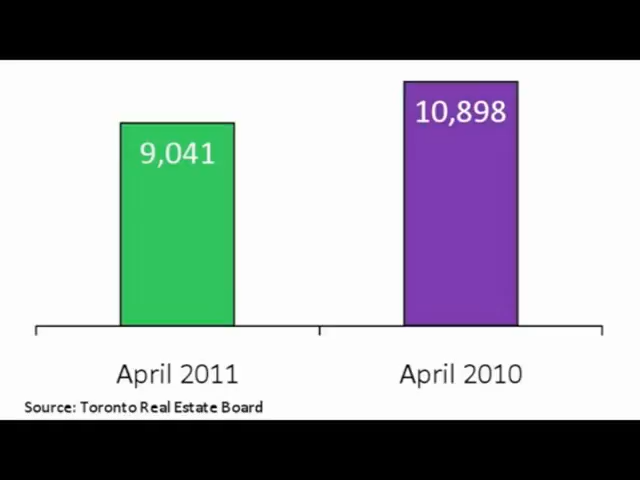 10,898
9,041
April 2011
April 2010
Source: Toronto Real Estate Board